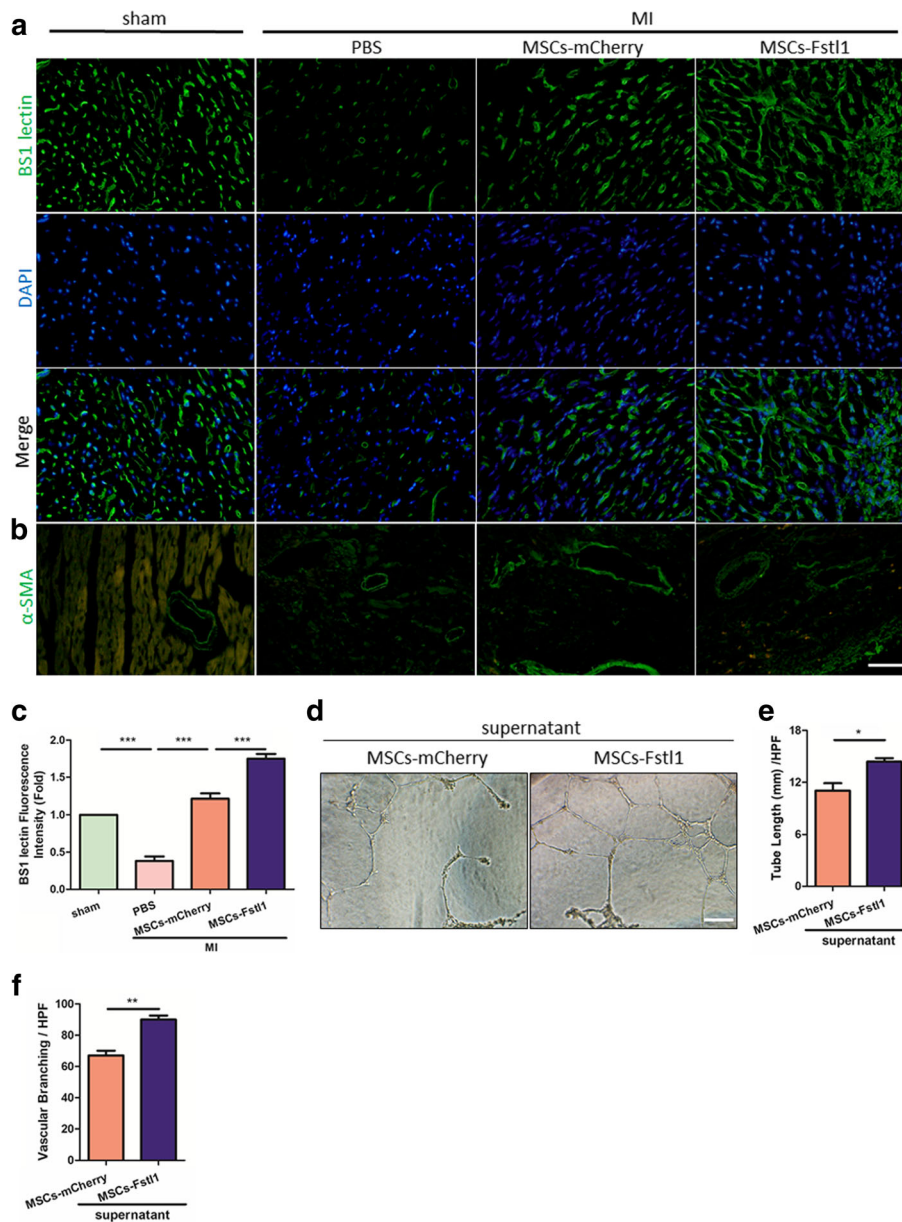 a
sham
MI
PBS
MSCs-mCherry
MSCs-Fstl1
BS1 lectin
DAPI
Merge
b
α-SMA
c
BS1 lectin Fluorescence
Intensity (Fold)
2.0
1.5
1.0
0.5
0.0
***
***
***
sham
PBS
MSCs-mCherry
MSCs-Fstl1
MI
d
supernatant
MSCs-mCherry
MSCs-Fstl1
e
Tube Length (mm) /HPF
18
12
6
0
*
MSCs-mCherry
MSCs-Fstl1
supernatant
f
Vascular Branching / HPF
100
80
60
40
20
0
**
MSCs-mCherry
MSCs-Fstl1
supernatant